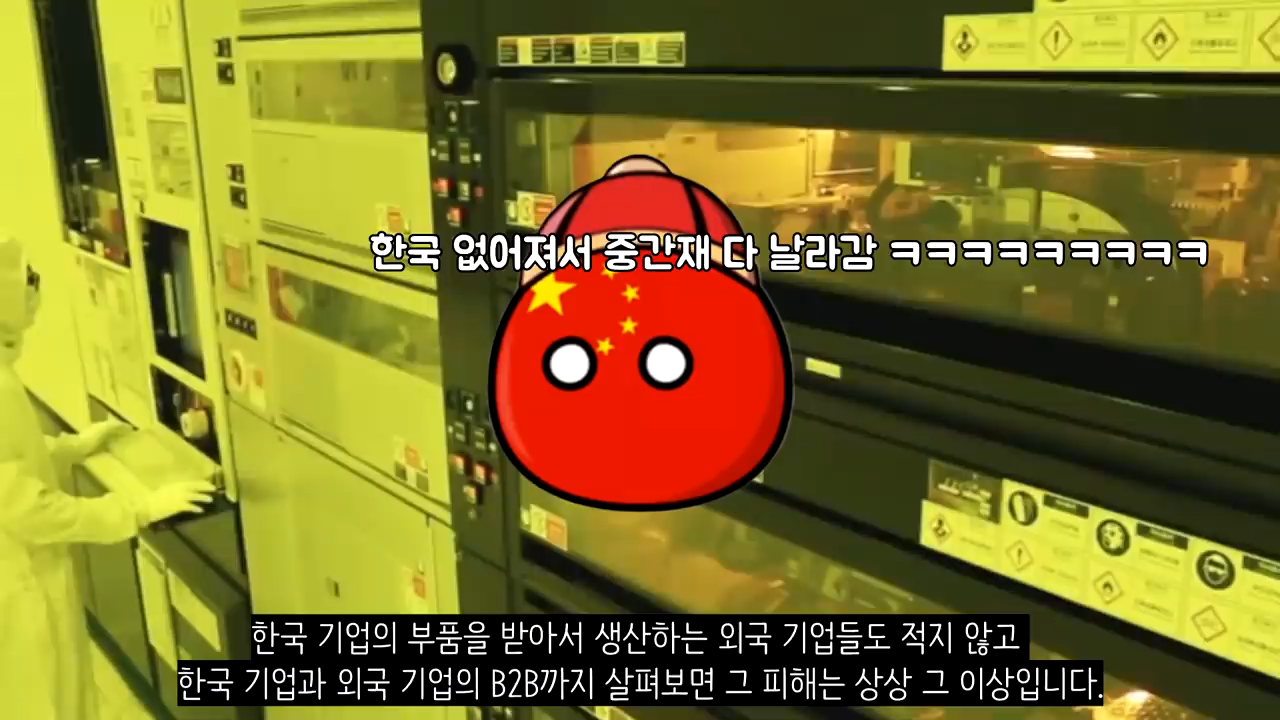 한국 없어져서 중간재 다 날라감 ㅋㅋㅋㅋㅋㅋㅋㅋㅋ
한국 기업의 부품을 받아서 생산하는 외국 기업들도 적지 않고
한국 기업과 외국 기업의 B2B까지 살펴보면 그 피해는 상상 그 이상입니다.